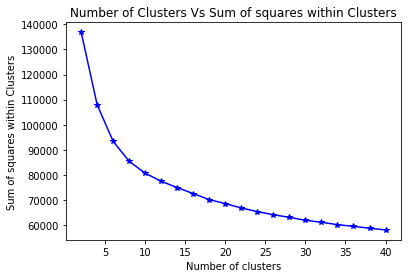 Number of Clusters Vs Sum of squares within Clusters
140000
130000
120000
110000
100000
90000
80000
70000
60000
Sum of squares within Clusters
5 10 15 20 25 30 35 40
Number of clusters